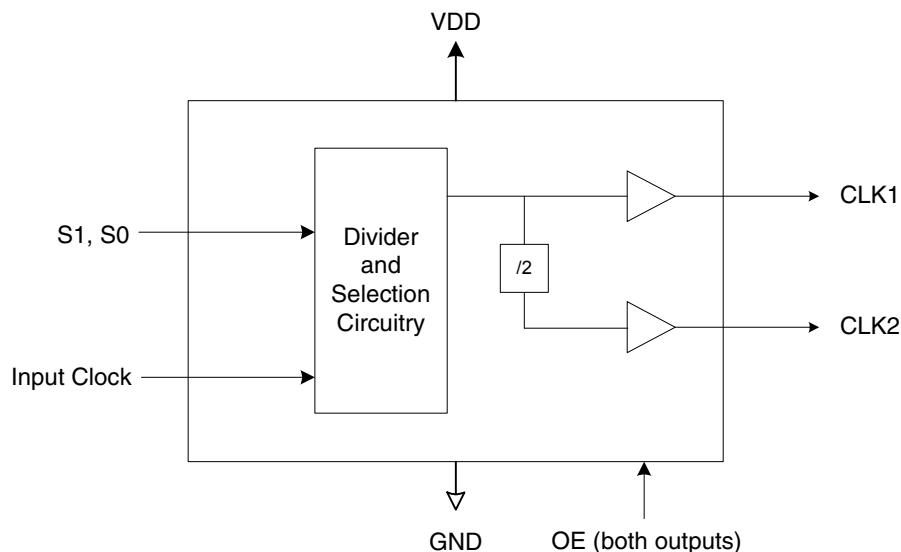 VDD
CLK1
S1, S0
Divider
and
Selection
Circuitry
/2
CLK2
Input Clock
GND
OE (both outputs)